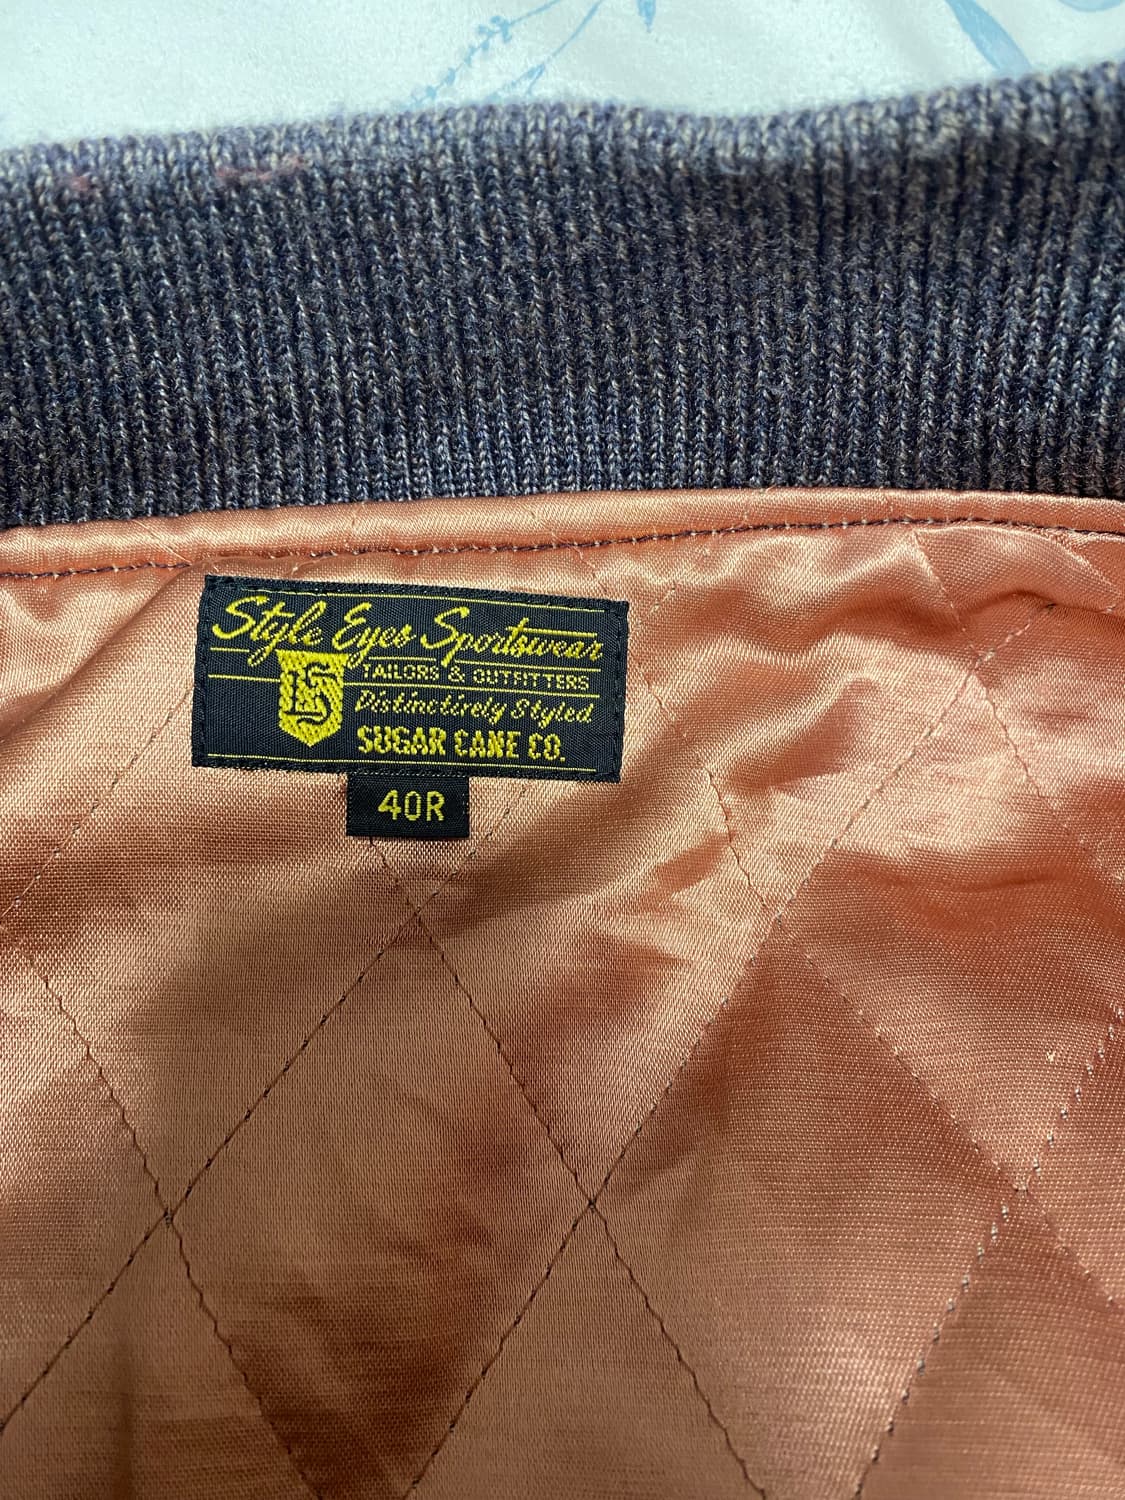 Style Eyes Sportswear
TAILORS & OUTFITTERS
Distinctively Styled
SUGAR CANE CO.
40R